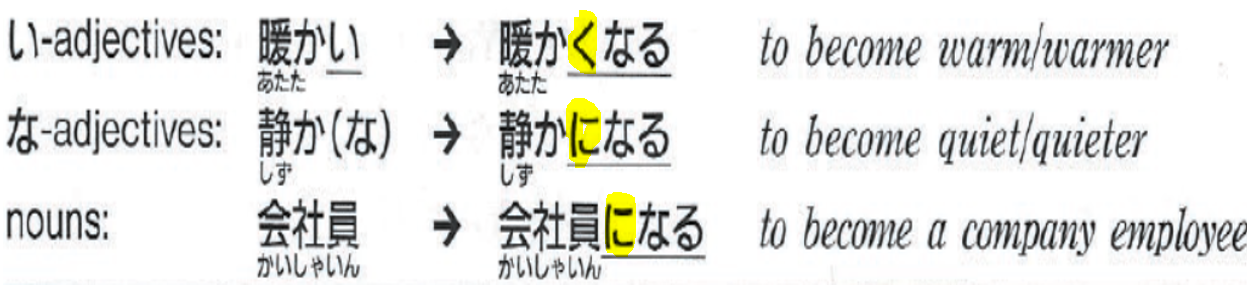 い-adjectives: 暖かい → 暖かくなる to become warm/warmer
あたた あたた
な-adjectives: 静か(な) → 静かになる to become quiet/quieter
しず しず
nouns: 会社員 → 会社員になる to become a company employee
かいしゃいん かいしゃいん